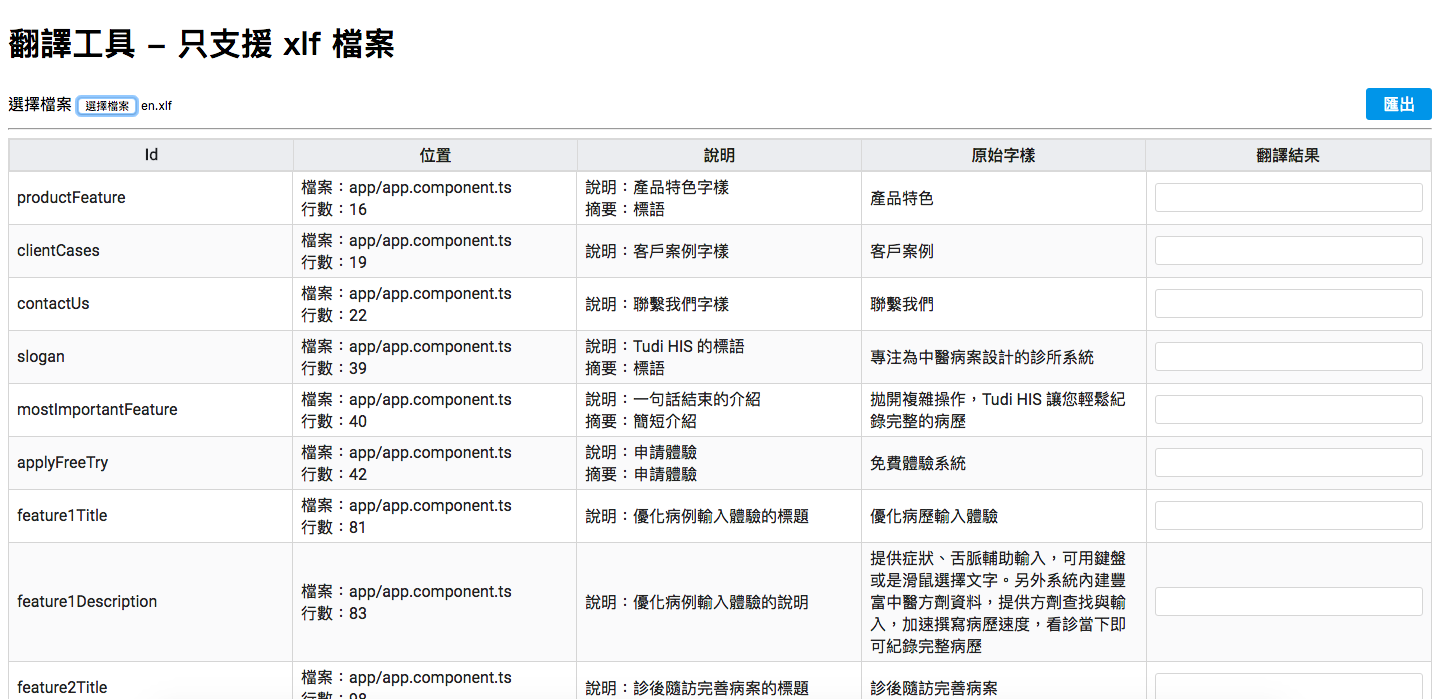 翻譯工具 – 只支援 xlf 檔案
選擇檔案 選擇檔案 en.xlf
匯出
Id 位置 說明 原始字樣 翻譯結果
productFeature
檔案：app/app.component.ts
行數：16
說明：產品特色字樣
摘要：標語
產品特色
clientCases
檔案：app/app.component.ts
行數：19
說明：客戶案例字樣
客戶案例
contactUs
檔案：app/app.component.ts
行數：22
說明：聯繫我們字樣
聯繫我們
slogan
檔案：app/app.component.ts
行數：39
說明：Tudi HIS 的標語
摘要：標語
專注為中醫病案設計的診所系統
mostImportantFeature
檔案：app/app.component.ts
行數：40
說明：一句話結束的介紹
摘要：簡短介紹
拋開複雜操作，Tudi HIS 讓您輕鬆紀
錄完整的病歷
applyFreeTry
檔案：app/app.component.ts
行數：42
說明：申請體驗
摘要：申請體驗
免費體驗系統
feature1Title
檔案：app/app.component.ts
行數：81
說明：優化病例輸入體驗的標題
優化病歷輸入體驗
feature1Description
檔案：app/app.component.ts
行數：83
說明：優化病例輸入體驗的說明
提供症狀、舌脈輔助輸入，可用鍵盤
或是滑鼠選擇文字。另外系統內建豐
富中醫方劑資料，提供方劑查找與輸
入，加速撰寫病歷速度，看診當下即
可紀錄完整病歷
feature2Title
檔案：app/app.component.ts
行數：98
說明：診後隨訪完善病案的標題
診後隨訪完善病案